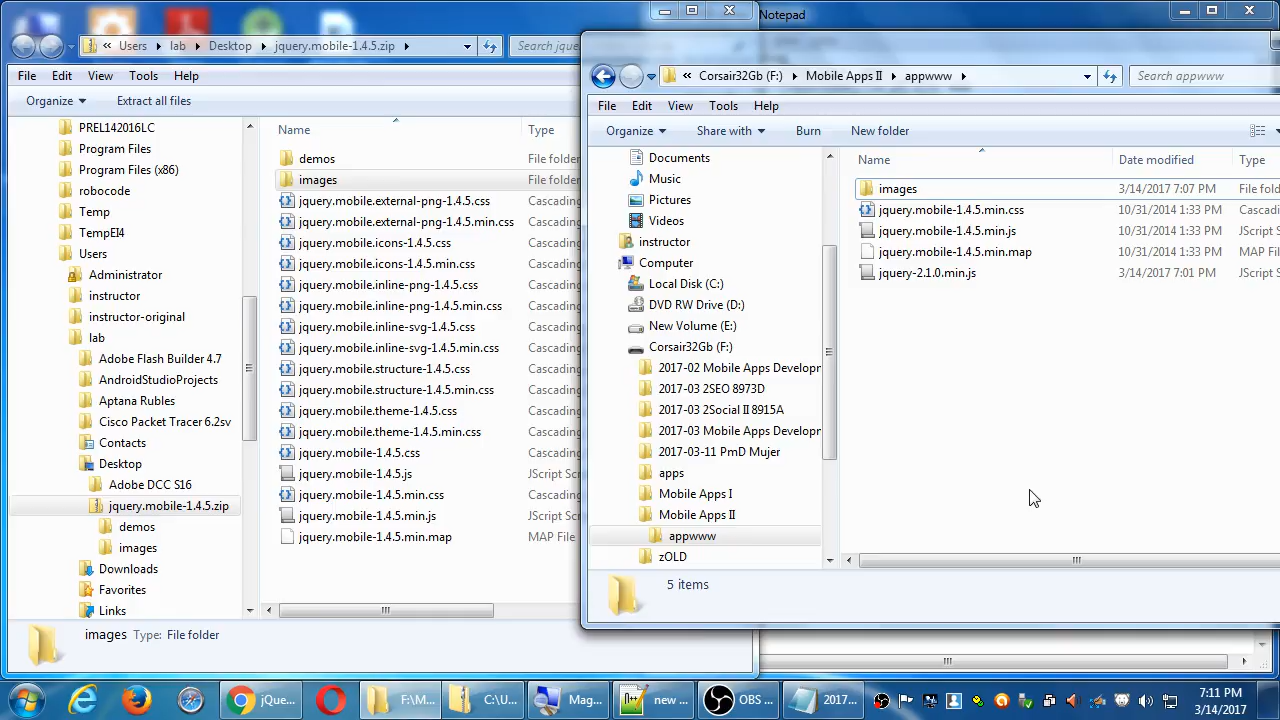 Notepad
« Users ▸ lab ▸ Desktop ▸ jquery.mobile-1.4.5.zip ▸
Search jque
File Edit View Tools Help
Organize Extract all files
PREL142016LC
Program Files
Program Files (x86)
robocode
Temp
TempEI4
Users
Administrator
instructor
instructor-original
lab
Adobe Flash Builder 4.7
AndroidStudioProjects
Aptana Rubles
Cisco Packet Tracer 6.2sv
Contacts
Desktop
Adobe DCC S16
jquery.mobile-1.4.5.zip
demos
images
Downloads
Favorites
Links
Name Type
demos File folder
images File folder
jquery.mobile.external-png-1.4.5.css Cascading
jquery.mobile.external-png-1.4.5.min.css Cascading
jquery.mobile.icons-1.4.5.css Cascading
jquery.mobile.icons-1.4.5.min.css Cascading
jquery.mobile.inline-png-1.4.5.css Cascading
jquery.mobile.inline-png-1.4.5.min.css Cascading
jquery.mobile.inline-svg-1.4.5.css Cascading
jquery.mobile.inline-svg-1.4.5.min.css Cascading
jquery.mobile.structure-1.4.5.css Cascading
jquery.mobile.structure-1.4.5.min.css Cascading
jquery.mobile.theme-1.4.5.css Cascading
jquery.mobile.theme-1.4.5.min.css Cascading
jquery.mobile-1.4.5.css Cascading
jquery.mobile-1.4.5.js JScript Scr
jquery.mobile-1.4.5.min.css Cascading
jquery.mobile-1.4.5.min.js JScript Scr
jquery.mobile-1.4.5.min.map MAP File
images Type: File folder
« Corsair32Gb (F:) ▸ Mobile Apps II ▸ appwww ▸
Search appwww
File Edit View Tools Help
Organize Share with Burn New folder
Documents
Music
Pictures
Videos
instructor
Computer
Local Disk (C:)
DVD RW Drive (D:)
New Volume (E:)
Corsair32Gb (F:)
2017-02 Mobile Apps Developm
2017-03 2SEO 8973D
2017-03 2Social II 8915A
2017-03 Mobile Apps Developm
2017-03-11 PmD Mujer
apps
Mobile Apps I
Mobile Apps II
appwww
zOLD
Name Date modified Type
images 3/14/2017 7:07 PM File fold
jquery.mobile-1.4.5.min.css 10/31/2014 1:33 PM Cascadi
jquery.mobile-1.4.5.min.js 10/31/2014 1:33 PM JScript S
jquery.mobile-1.4.5.min.map 10/31/2014 1:33 PM MAP Fi
jquery-2.1.0.min.js 3/14/2017 7:01 PM JScript S
5 items
jQue... F:\M... C:\U... Mag... new ... OBS ... 2017...
7:11 PM
3/14/2017